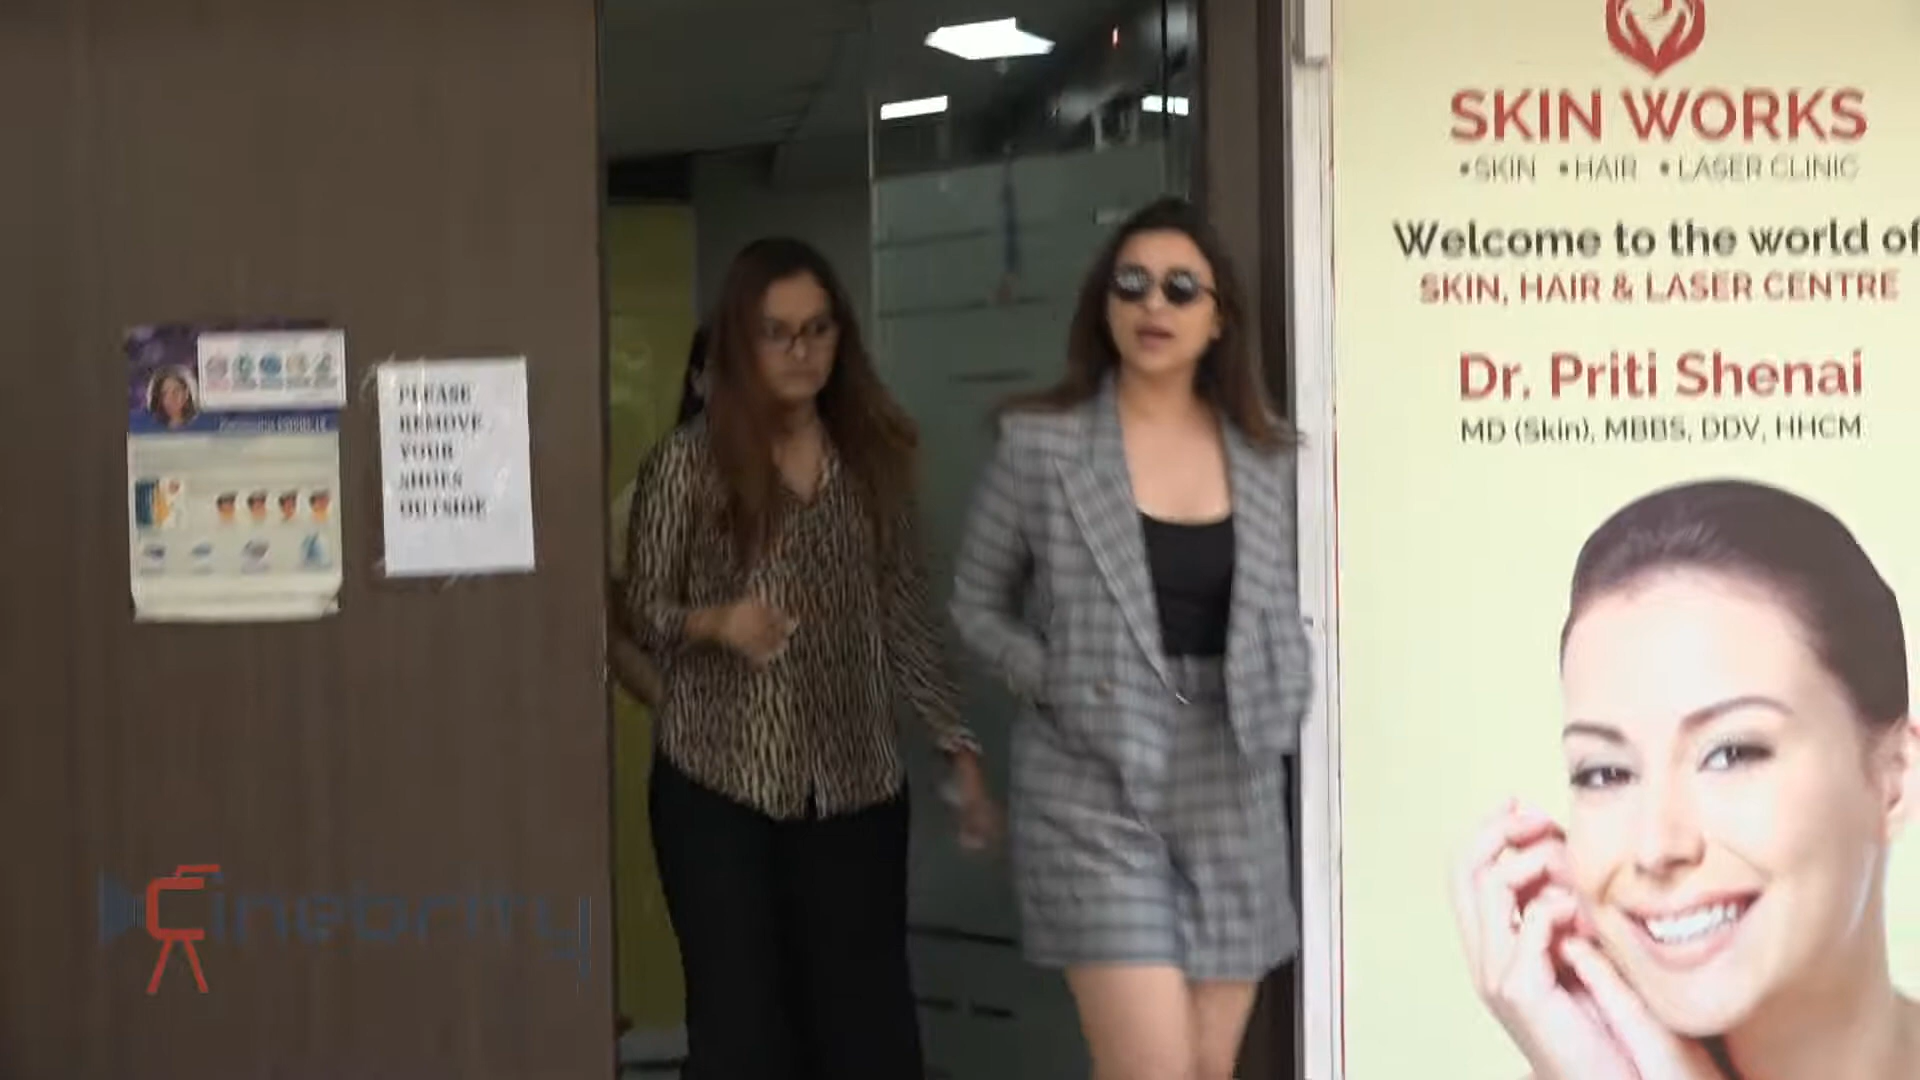 SKIN WORKS
•SKIN •HAIR •LASER CLINIC
Welcome to the world of
SKIN, HAIR & LASER CENTRE
Dr. Priti Shenai
MD (Skin), MBBS, DDV, HHCM
PLEASE
REMOVE
YOUR
SHOES
OUTSIDE
Cinebrity